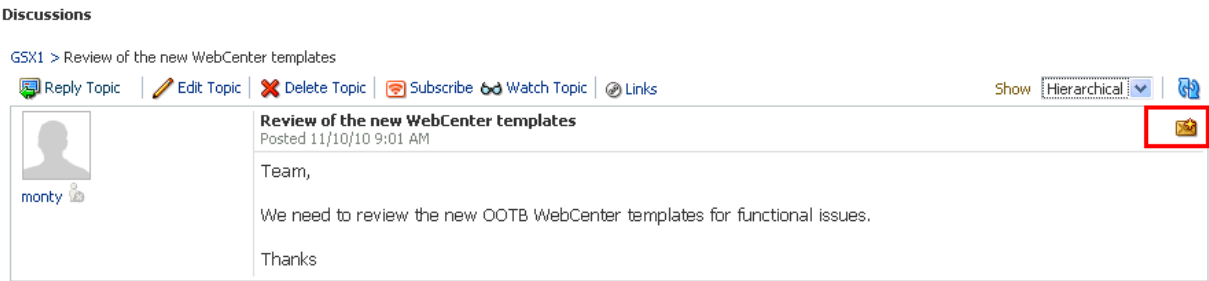 Discussions
GSX1 > Review of the new WebCenter templates
Reply Topic Edit Topic Delete Topic Subscribe Watch Topic Links Show Hierarchical
Review of the new WebCenter templates
Posted 11/10/10 9:01 AM
monty
Team,
We need to review the new OOTB WebCenter templates for functional issues.
Thanks